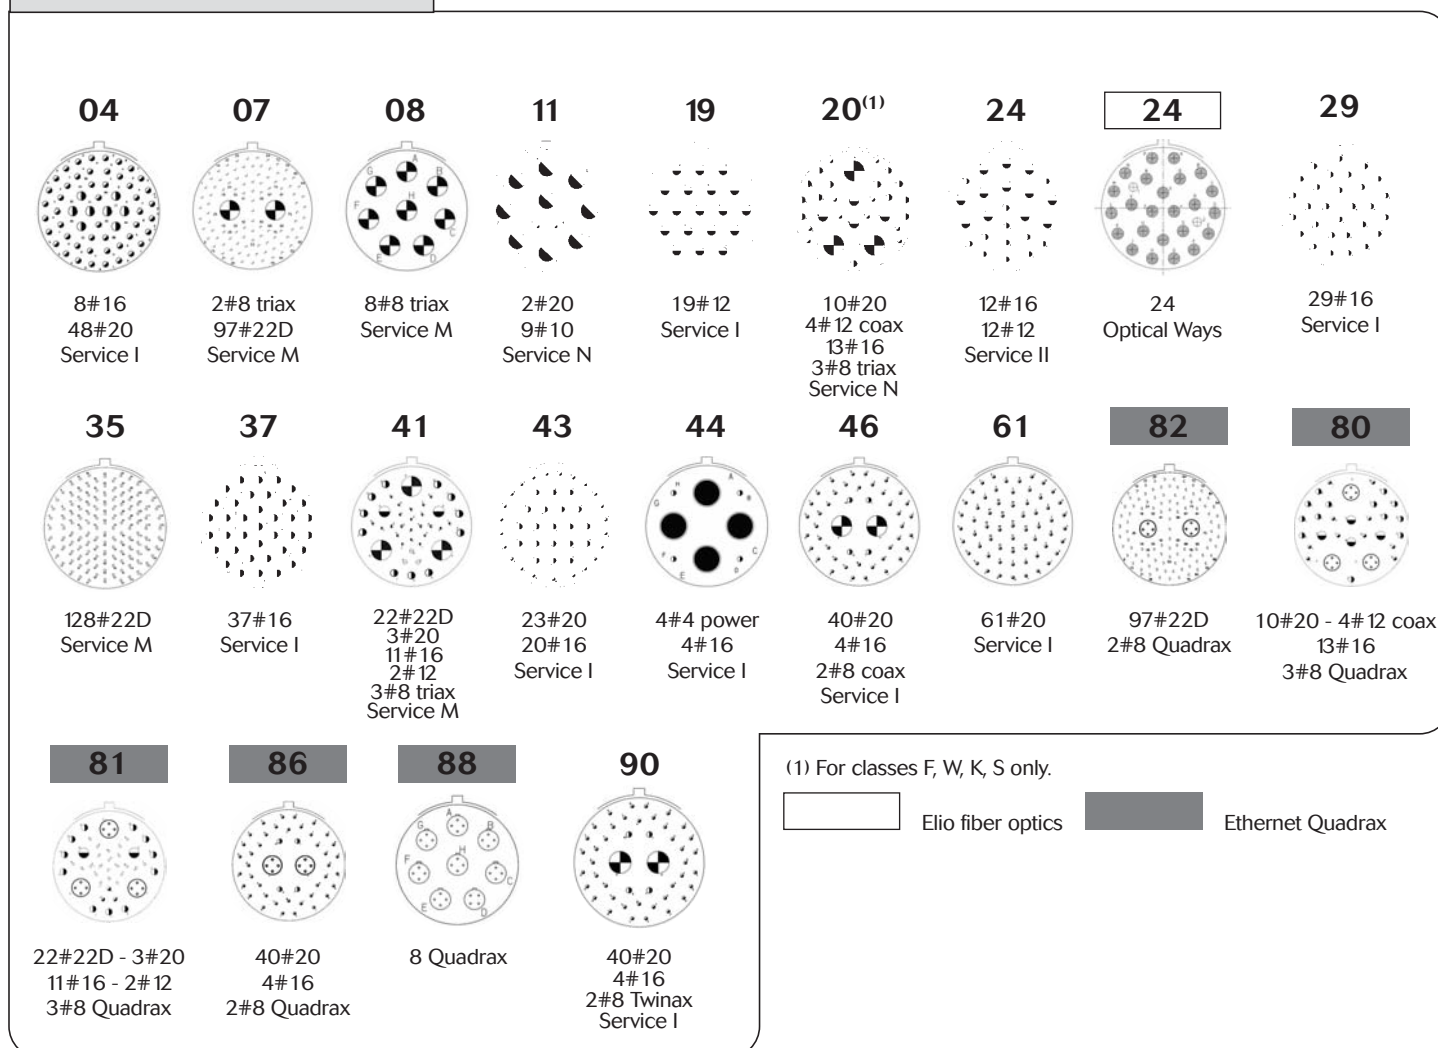 04 07 08 11 19 20(1) 24 24 29
8#16
48#20
Service I
2#8 triax
97#22D
Service M
A
G B
H
F C
E D
8#8 triax
Service M
2#20
9#10
Service N
19#12
Service I
10#20
4#12 coax
13#16
3#8 triax
Service N
12#16
12#12
Service II
24
Optical Ways
29#16
Service I
35 37 41 43 44 46 61 82 80
128#22D
Service M
37#16
Service I
22#22D
3#20
11#16
2#12
3#8 triax
Service M
23#20
20#16
Service I
H A
G B
F C
E D
4#4 power
4#16
Service I
40#20
4#16
2#8 coax
Service I
61#20
Service I
97#22D
2#8 Quadrax
10#20 - 4#12 coax
13#16
3#8 Quadrax
81 86 88 90
22#22D - 3#20
11#16 - 2#12
3#8 Quadrax
40#20
4#16
2#8 Quadrax
A
G B
H
F C
E D
8 Quadrax
40#20
4#16
2#8 Twinax
Service I
(1) For classes F, W, K, S only.
Elio fiber optics
Ethernet Quadrax